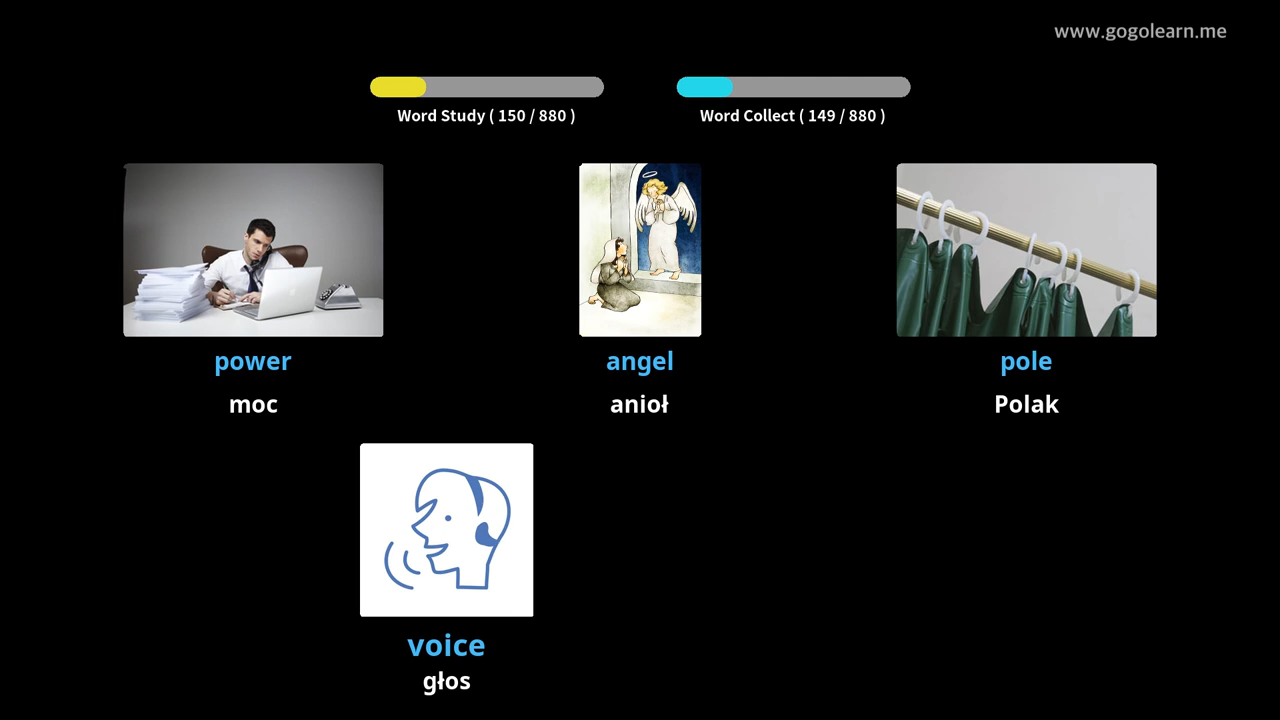 www.gogolearn.me
Word Study ( 150 / 880 )
Word Collect ( 149 / 880 )
power
angel
pole
moc
anioł
Polak
voice
głos